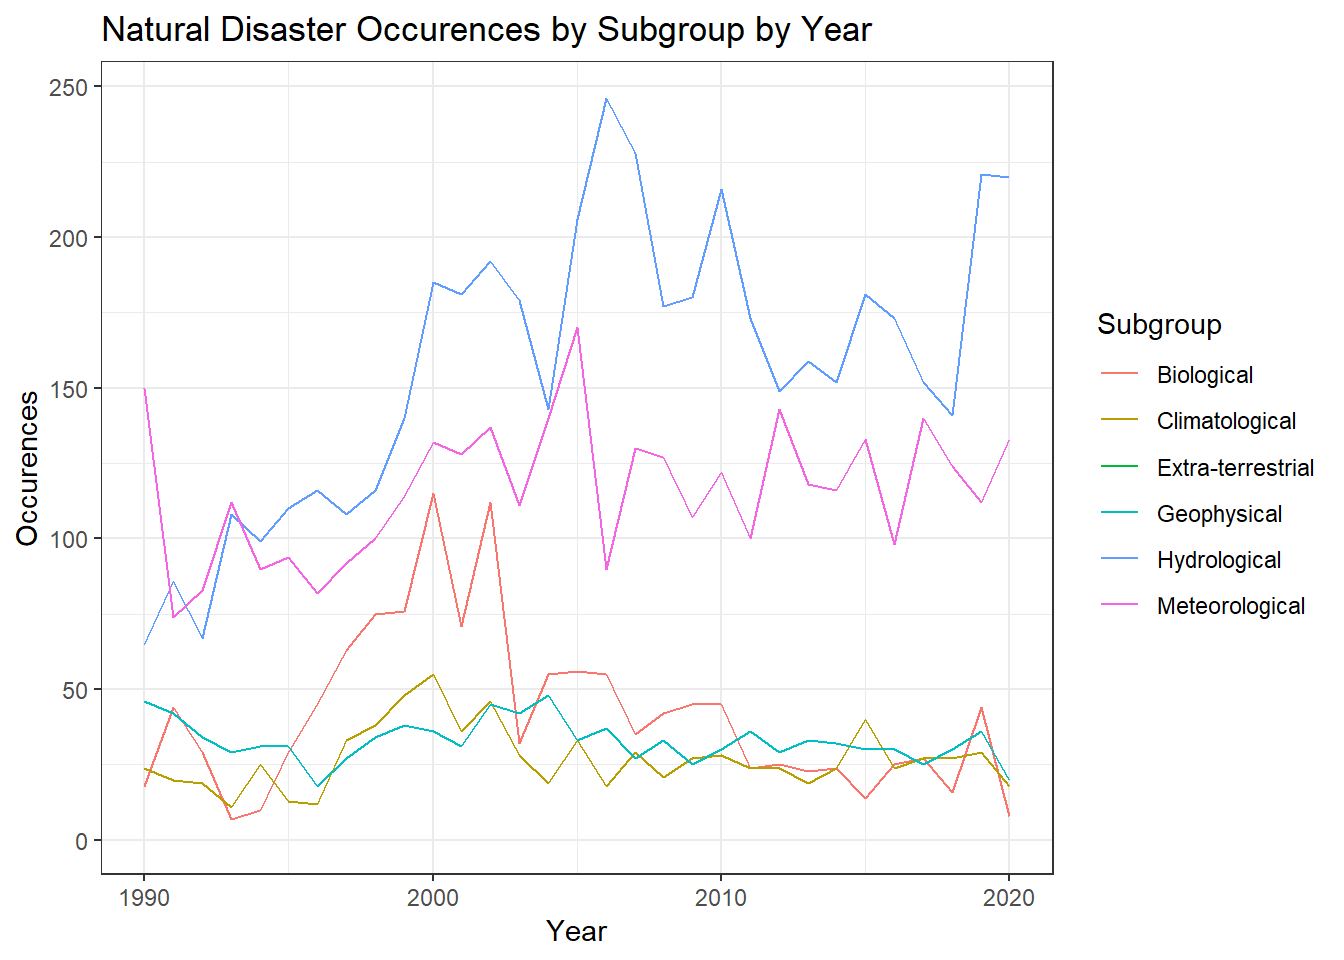 Natural Disaster Occurences by Subgroup by Year
250
200
150
100
50
0
Occurences
1990
2000
2010
2020
Year
Subgroup
Biological
Climatological
Extra-terrestrial
Geophysical
Hydrological
Meteorological